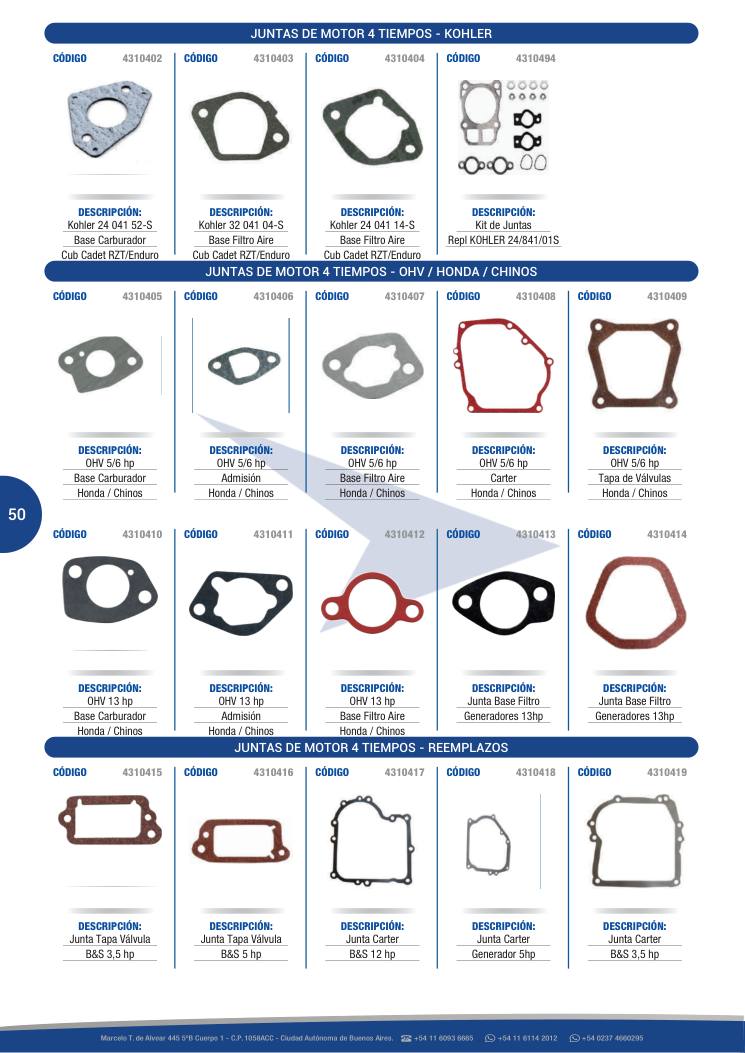 JUNTAS DE MOTOR 4 TIEMPOS - KOHLER
CÓDIGO 4310402
DESCRIPCIÓN:
Kohler 24 041 52-S
Base Carburador
Cub Cadet RZT/Enduro
CÓDIGO 4310403
DESCRIPCIÓN:
Kohler 32 041 04-S
Base Filtro Aire
Cub Cadet RZT/Enduro
CÓDIGO 4310404
DESCRIPCIÓN:
Kohler 24 041 14-S
Base Filtro Aire
Cub Cadet RZT/Enduro
CÓDIGO 4310494
DESCRIPCIÓN:
Kit de Juntas
Repl KOHLER 24/841/01S
JUNTAS DE MOTOR 4 TIEMPOS - OHV / HONDA / CHINOS
CÓDIGO 4310405
DESCRIPCIÓN:
OHV 5/6 hp
Base Carburador
Honda / Chinos
CÓDIGO 4310406
DESCRIPCIÓN:
OHV 5/6 hp
Admisión
Honda / Chinos
CÓDIGO 4310407
DESCRIPCIÓN:
OHV 5/6 hp
Base Filtro Aire
Honda / Chinos
CÓDIGO 4310408
DESCRIPCIÓN:
OHV 5/6 hp
Carter
Honda / Chinos
CÓDIGO 4310409
DESCRIPCIÓN:
OHV 5/6 hp
Tapa de Válvulas
Honda / Chinos
50
CÓDIGO 4310410
DESCRIPCIÓN:
OHV 13 hp
Base Carburador
Honda / Chinos
CÓDIGO 4310411
DESCRIPCIÓN:
OHV 13 hp
Admisión
Honda / Chinos
CÓDIGO 4310412
DESCRIPCIÓN:
OHV 13 hp
Base Filtro Aire
Honda / Chinos
CÓDIGO 4310413
DESCRIPCIÓN:
Junta Base Filtro
Generadores 13hp
CÓDIGO 4310414
DESCRIPCIÓN:
Junta Base Filtro
Generadores 13hp
JUNTAS DE MOTOR 4 TIEMPOS - REEMPLAZOS
CÓDIGO 4310415
DESCRIPCIÓN:
Junta Tapa Válvula
B&S 3,5 hp
CÓDIGO 4310416
DESCRIPCIÓN:
Junta Tapa Válvula
B&S 5 hp
CÓDIGO 4310417
DESCRIPCIÓN:
Junta Carter
B&S 12 hp
CÓDIGO 4310418
DESCRIPCIÓN:
Junta Carter
Generador 5hp
CÓDIGO 4310419
DESCRIPCIÓN:
Junta Carter
B&S 3,5 hp
Marcelo T. de Alvear 445 5ºB Cuerpo 1 - C.P. 1058ACC - Ciudad Autónoma de Buenos Aires. +54 11 6093 6665 +54 11 6114 2012 +54 0237 4660295